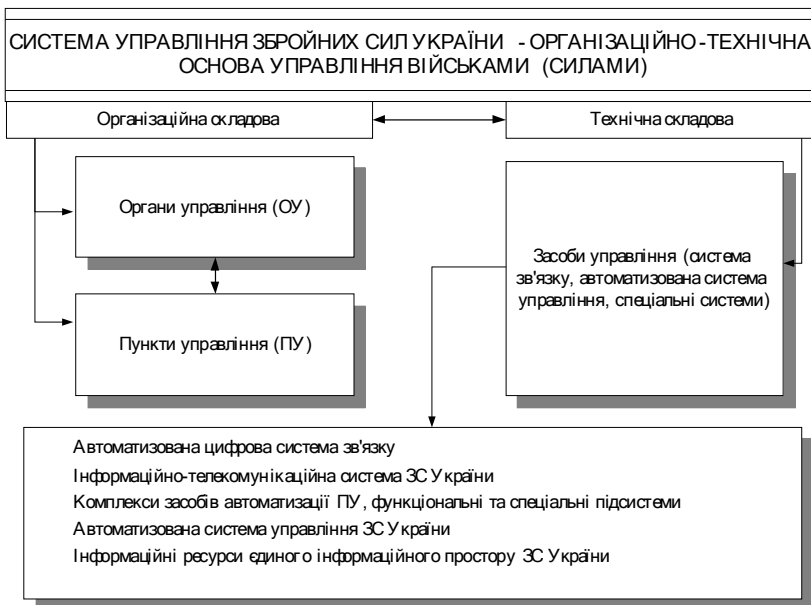 СИСТЕМА УПРАВЛІННЯ ЗБРОЙНИХ СИЛ УКРАЇНИ - ОРГАНІЗАЦІЙНО-ТЕХНІЧНА
ОСНОВА УПРАВЛІННЯ ВІЙСЬКАМИ (СИЛАМИ)
Організаційна складова
Технічна складова
Органи управління (ОУ)
Пункти управління (ПУ)
Засоби управління (система
зв'язку, автоматизована система
управління, спеціальні системи)
Автоматизована цифрова система зв'язку
Інформаційно-телекомунікаційна система ЗС України
Комплекси засобів автоматизації ПУ, функціональні та спеціальні підсистеми
Автоматизована система управління ЗС України
Інформаційні ресурси єдиного інформаційного простору ЗС України